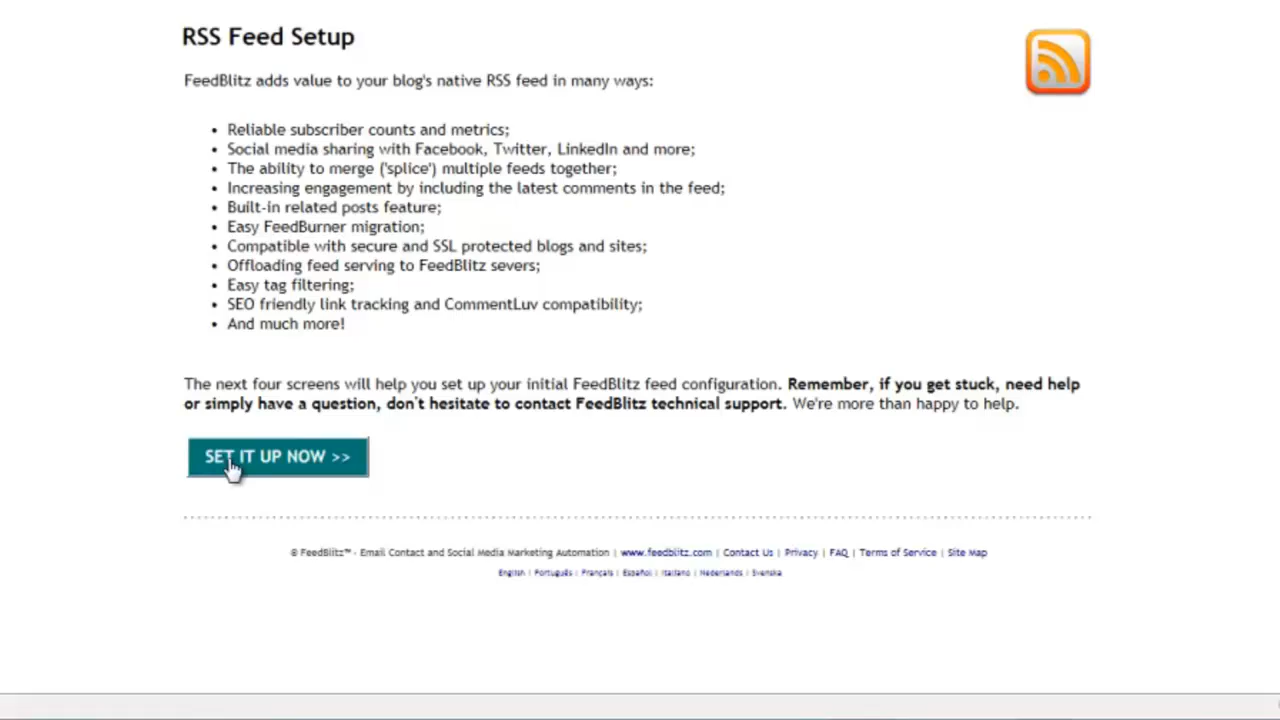 RSS Feed Setup
FeedBlitz adds value to your blog's native RSS feed in many ways:
• Reliable subscriber counts and metrics;
• Social media sharing with Facebook, Twitter, LinkedIn and more;
• The ability to merge ('splice') multiple feeds together;
• Increasing engagement by including the latest comments in the feed;
• Built-in related posts feature;
• Easy FeedBurner migration;
• Compatible with secure and SSL protected blogs and sites;
• Offloading feed serving to FeedBlitz severs;
• Easy tag filtering;
• SEO friendly link tracking and CommentLuv compatibility;
• And much more!
The next four screens will help you set up your initial FeedBlitz feed configuration. Remember, if you get stuck, need help
or simply have a question, don't hesitate to contact FeedBlitz technical support. We're more than happy to help.
SET IT UP NOW >>
© FeedBlitz™ - Email Contact and Social Media Marketing Automation | www.feedblitz.com | Contact Us | Privacy | FAQ | Terms of Service | Site Map
English | Português | Français | Español | Italiano | Nederlands | Svenska